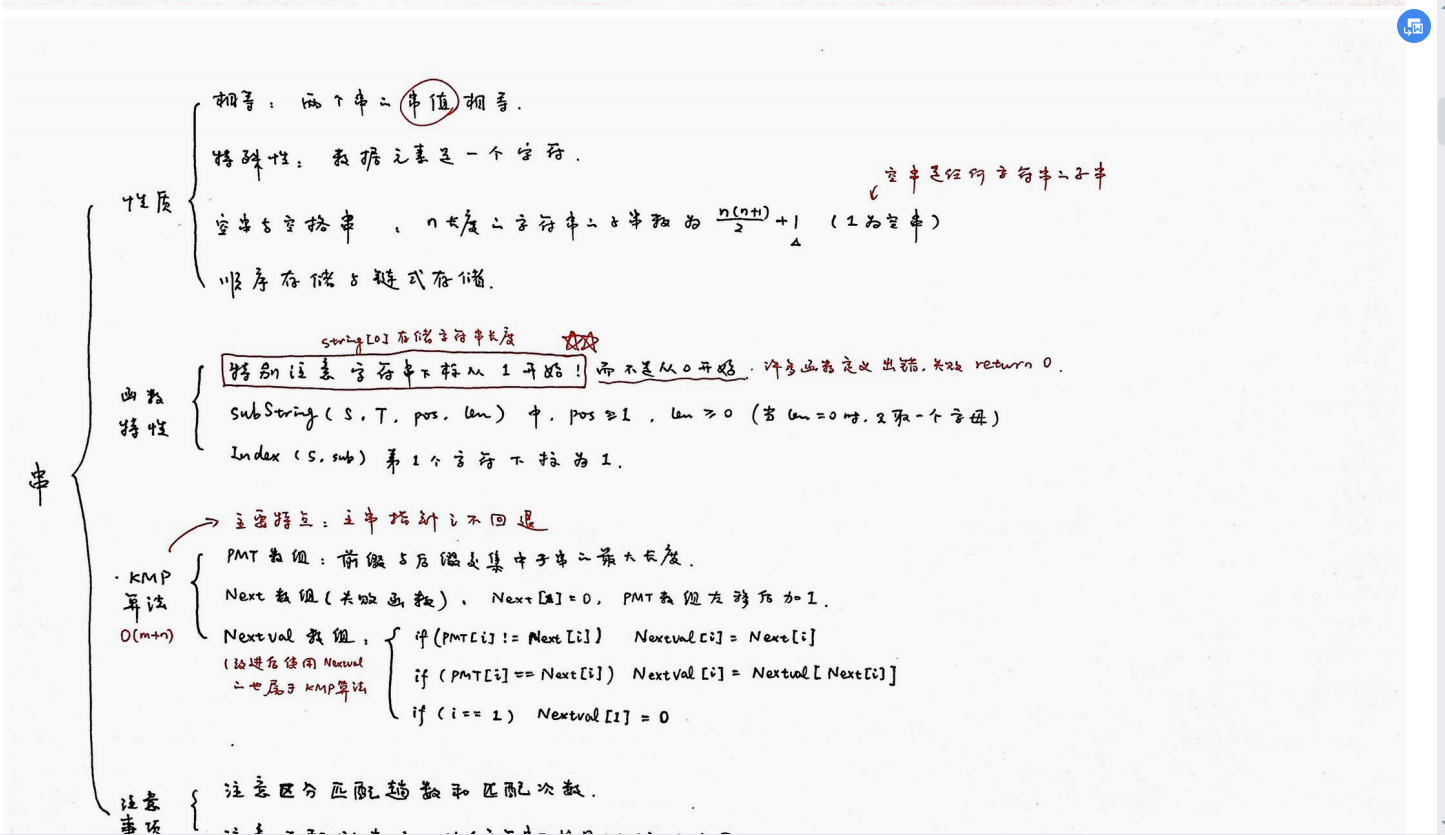 串
性质
相等：两个串的串值相等.
特殊性：数据元素是一个字符.
空串是任何字符串的子串
空串与空格串 ， n长度的字符串的子串数为 n(n+1)/2 + 1 （1为空串）
顺序存储与链式存储.
函数特性
string[0]存储字符串长度
特别注意字符串下标从1开始！而不是从0开始. 许多函数定义出错.失败 return 0.
SubString ( S, T, pos, len ) 中, pos ≥ 1 , len ≥ 0 (当 len = 0 时, 只取一个字母)
Index ( S, sub ) 第1个字符下标为1.
主要特点：主串指针i不回退
· KMP
算法
O(m+n)
PMT 数组：前缀与后缀交集中子串的最大长度.
Next 数组(失败函数), Next[1]=0, PMT数组右移后加1.
Nextval 数组,
(改进后使用 Nextval
的也属于 KMP算法
if (PMT[i] != Next[i]) Nextval[i] = Next[i]
if (PMT[i] == Next[i]) Nextval[i] = Nextval[ Next[i] ]
if ( i == 1 ) Nextval[1] = 0
注意
事项
注意区分匹配趟数和匹配次数.